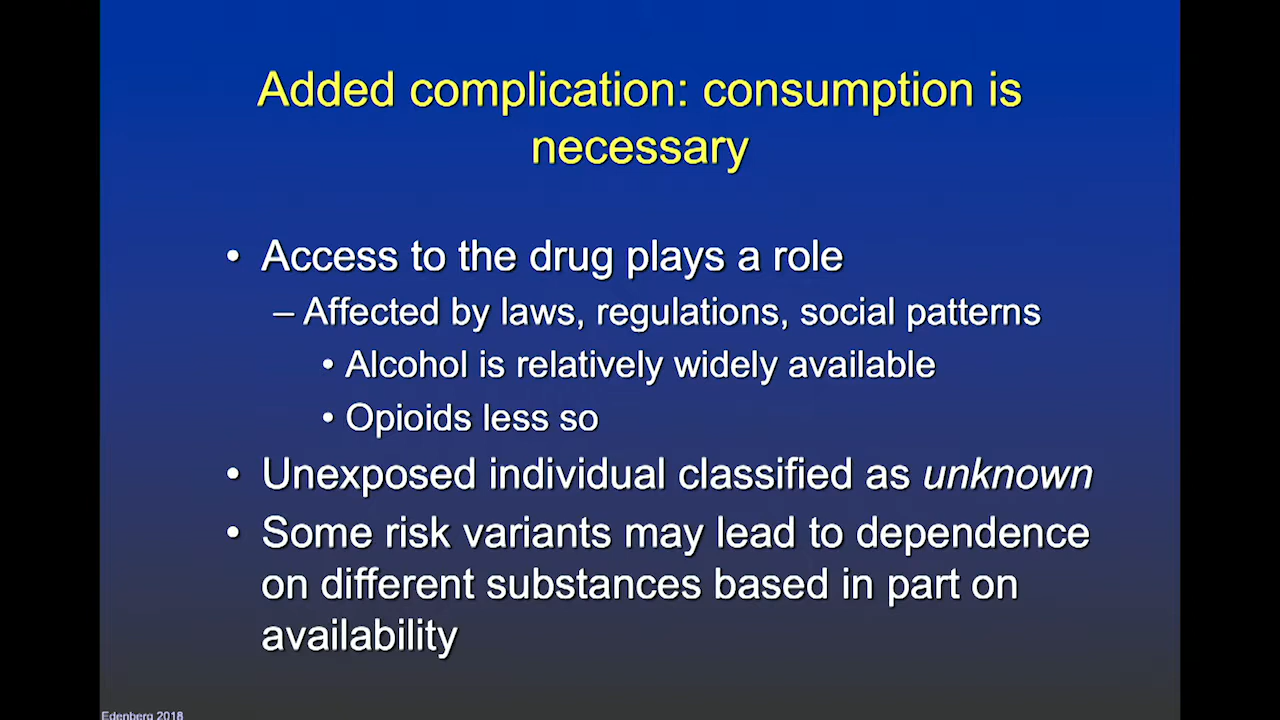 Added complication: consumption is
necessary
• Access to the drug plays a role
– Affected by laws, regulations, social patterns
• Alcohol is relatively widely available
• Opioids less so
• Unexposed individual classified as unknown
• Some risk variants may lead to dependence
on different substances based in part on
availability
Edenberg 2018